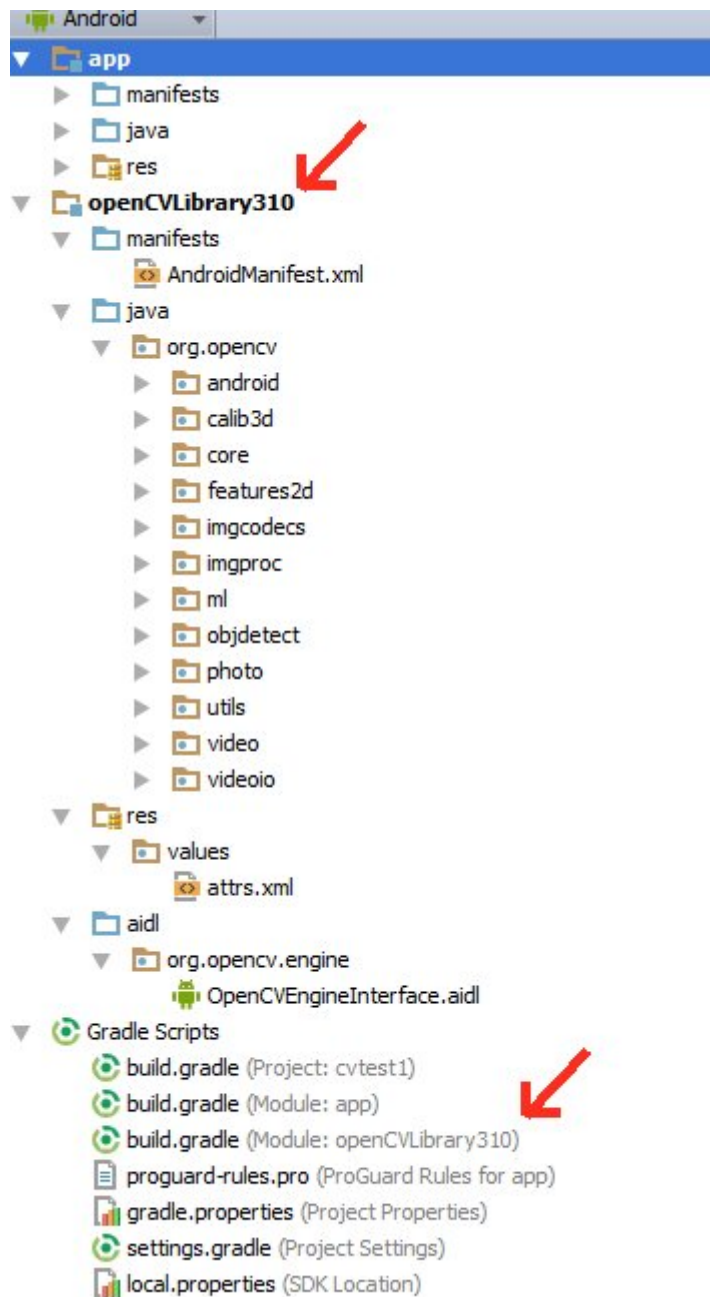 Android
app
manifests
java
res
openCVLibrary310
manifests
AndroidManifest.xml
java
org.opencv
android
calib3d
core
features2d
imgcodecs
imgproc
ml
objdetect
photo
utils
video
videoio
res
values
attrs.xml
aidl
org.opencv.engine
OpenCVEngineInterface.aidl
Gradle Scripts
build.gradle (Project: cvtest1)
build.gradle (Module: app)
build.gradle (Module: openCVLibrary310)
proguard-rules.pro (ProGuard Rules for app)
gradle.properties (Project Properties)
settings.gradle (Project Settings)
local.properties (SDK Location)